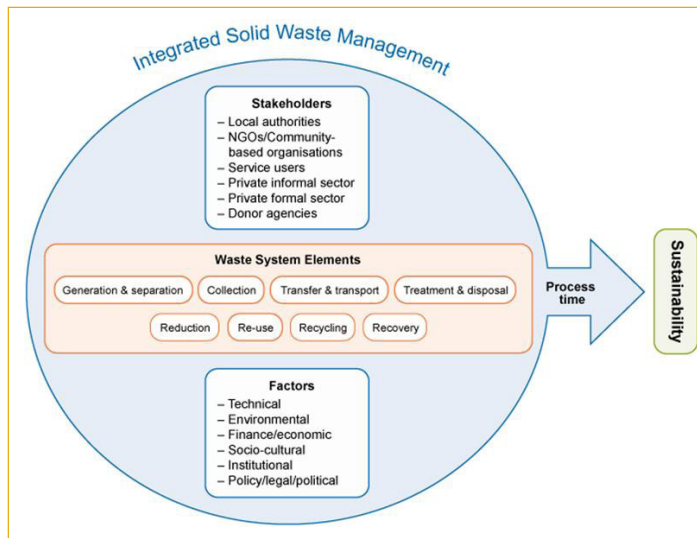 Integrated Solid Waste Management
Stakeholders
– Local authorities
– NGOs/Community-
based organisations
– Service users
– Private informal sector
– Private formal sector
– Donor agencies
Waste System Elements
Generation & separation
Collection
Transfer & transport
Treatment & disposal
Reduction
Re-use
Recycling
Recovery
Factors
– Technical
– Environmental
– Finance/economic
– Socio-cultural
– Institutional
– Policy/legal/political
Process
time
Sustainability